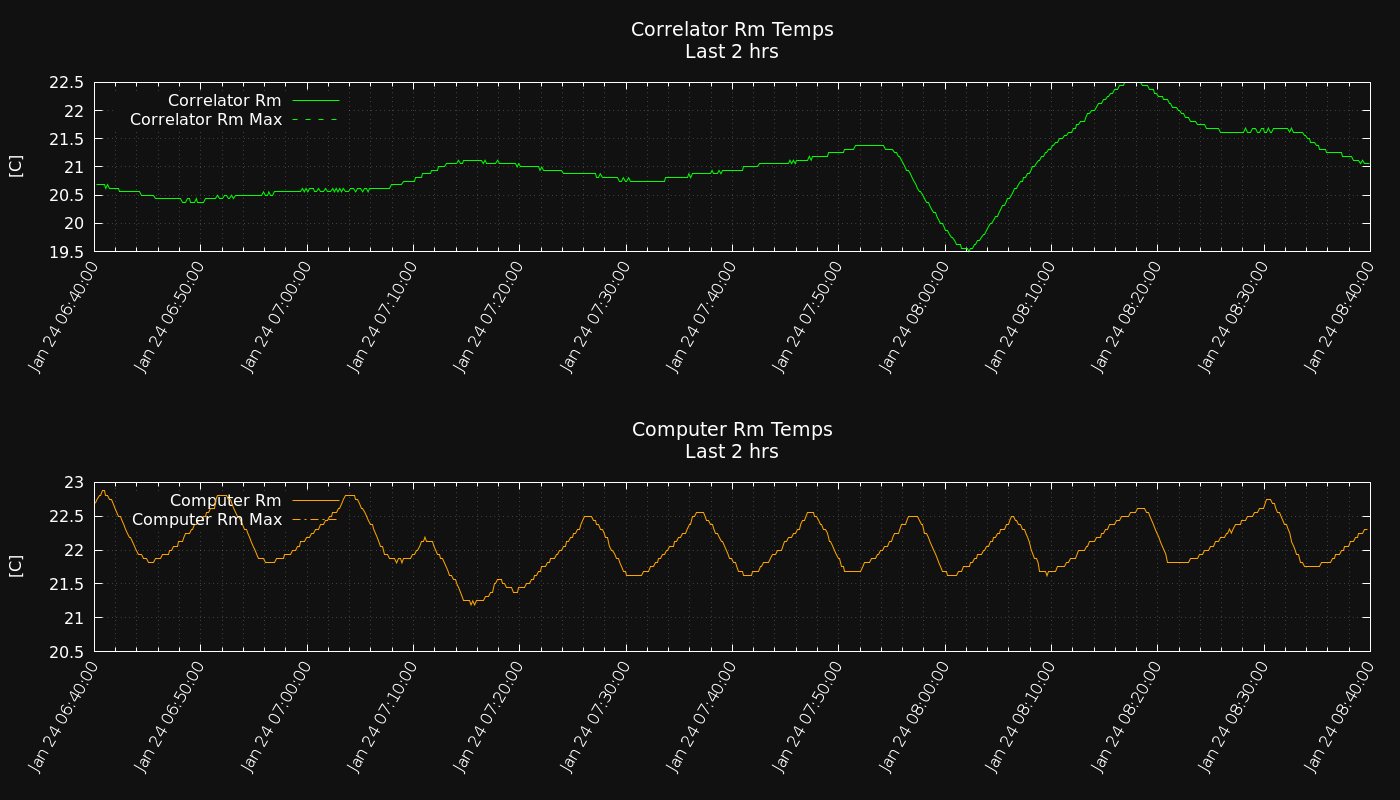 Correlator Rm Temps
Last 2 hrs
22.5
22
21.5
21
20.5
20
19.5
[C]
Correlator Rm
Correlator Rm Max
Jan 24 06:40:00
Jan 24 06:50:00
Jan 24 07:00:00
Jan 24 07:10:00
Jan 24 07:20:00
Jan 24 07:30:00
Jan 24 07:40:00
Jan 24 07:50:00
Jan 24 08:00:00
Jan 24 08:10:00
Jan 24 08:20:00
Jan 24 08:30:00
Jan 24 08:40:00
Computer Rm Temps
Last 2 hrs
23
22.5
22
21.5
21
20.5
[C]
Computer Rm
Computer Rm Max
Jan 24 06:40:00
Jan 24 06:50:00
Jan 24 07:00:00
Jan 24 07:10:00
Jan 24 07:20:00
Jan 24 07:30:00
Jan 24 07:40:00
Jan 24 07:50:00
Jan 24 08:00:00
Jan 24 08:10:00
Jan 24 08:20:00
Jan 24 08:30:00
Jan 24 08:40:00